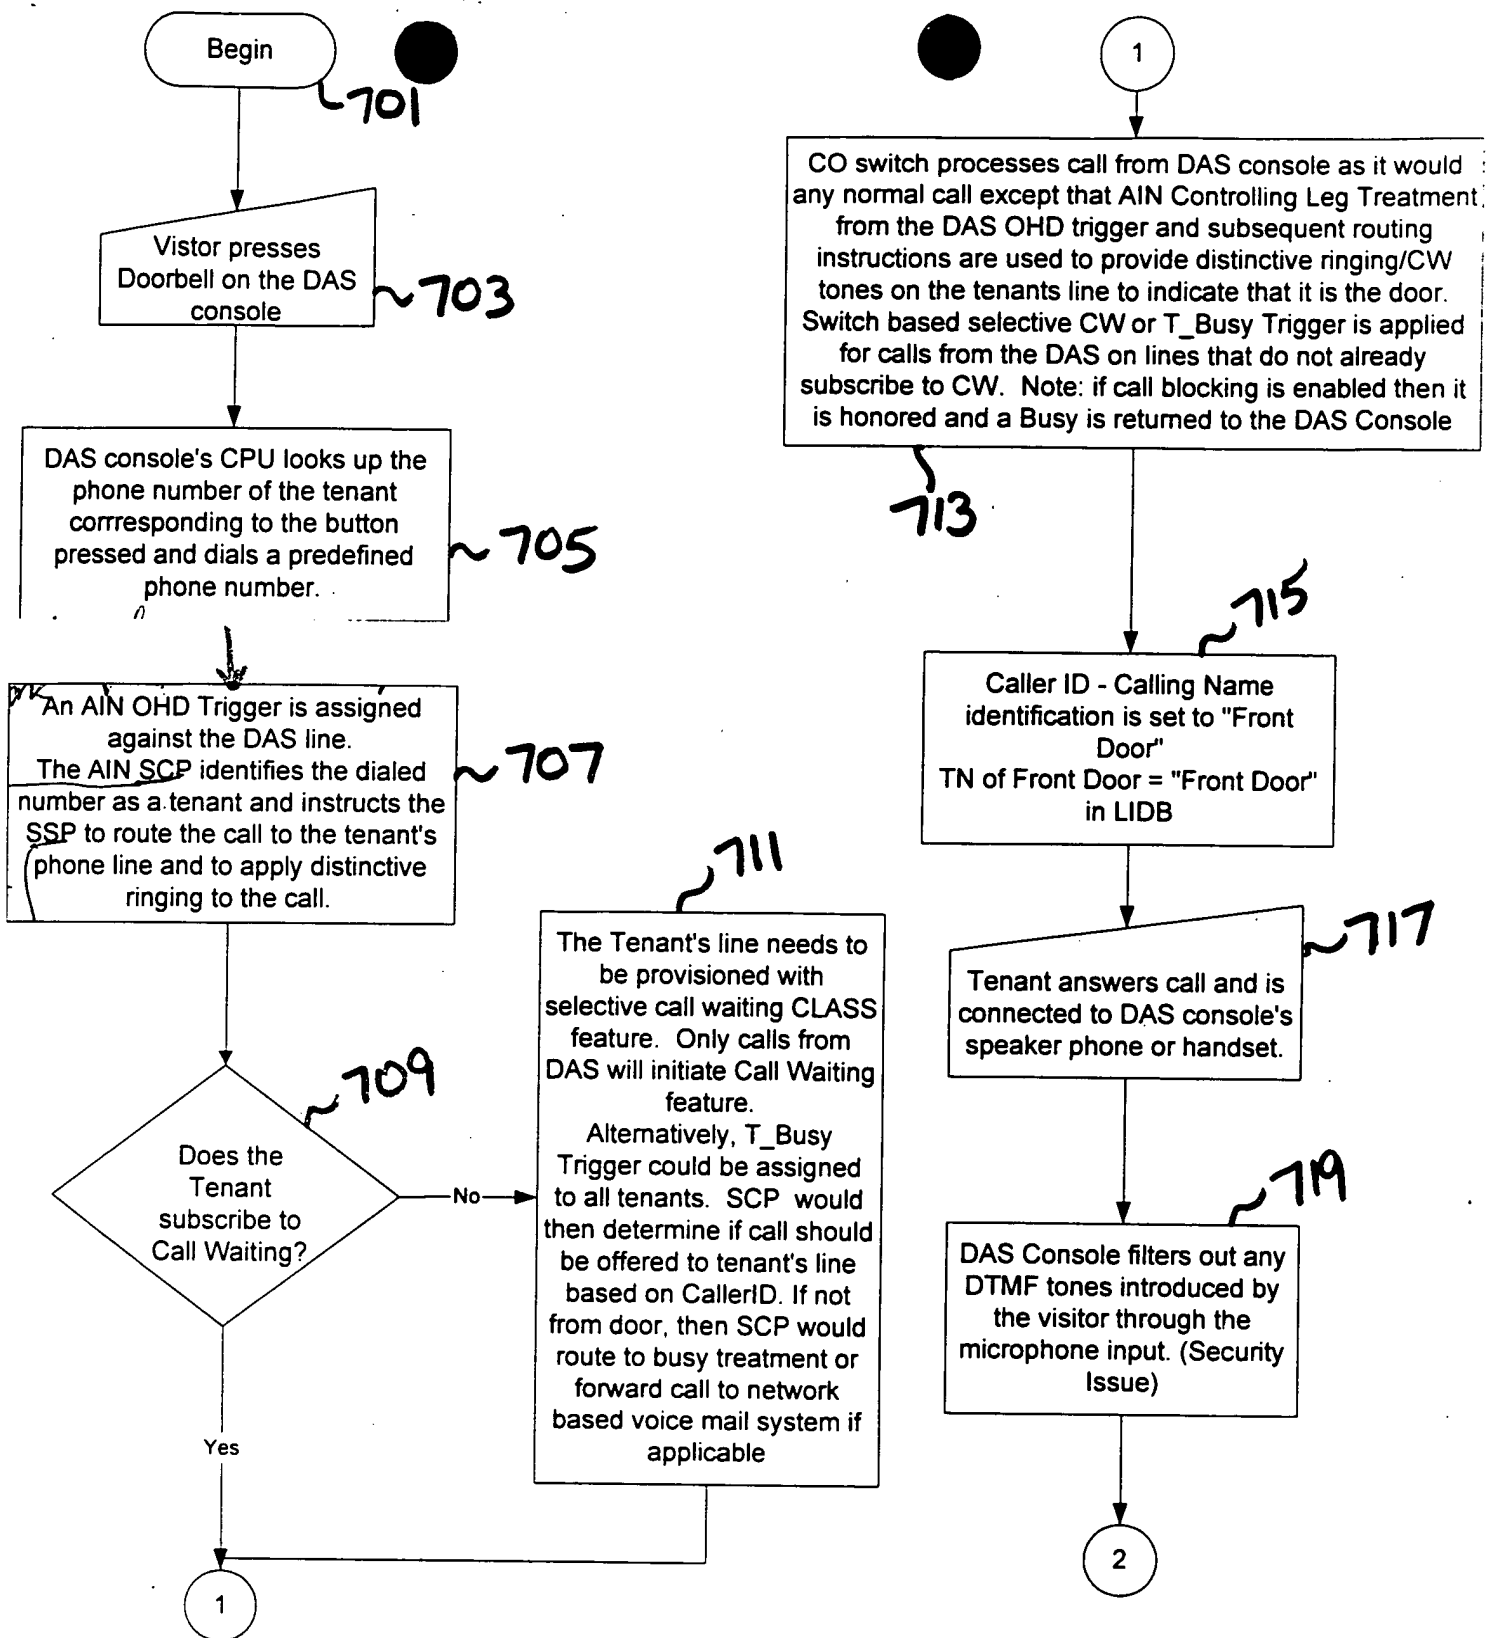 Begin
701
Vistor presses
Doorbell on the DAS
console
703
DAS console's CPU looks up the
phone number of the tenant
corrresponding to the button
pressed and dials a predefined
phone number.
705
An AIN OHD Trigger is assigned
against the DAS line.
The AIN SCP identifies the dialed
number as a tenant and instructs the
SSP to route the call to the tenant's
phone line and to apply distinctive
ringing to the call.
707
Does the
Tenant
subscribe to
Call Waiting?
709
No
Yes
711
The Tenant's line needs to
be provisioned with
selective call waiting CLASS
feature. Only calls from
DAS will initiate Call Waiting
feature.
Alternatively, T_Busy
Trigger could be assigned
to all tenants. SCP would
then determine if call should
be offered to tenant's line
based on CallerID. If not
from door, then SCP would
route to busy treatment or
forward call to network
based voice mail system if
applicable
1
1
CO switch processes call from DAS console as it would
any normal call except that AIN Controlling Leg Treatment
from the DAS OHD trigger and subsequent routing
instructions are used to provide distinctive ringing/CW
tones on the tenants line to indicate that it is the door.
Switch based selective CW or T_Busy Trigger is applied
for calls from the DAS on lines that do not already
subscribe to CW. Note: if call blocking is enabled then it
is honored and a Busy is returned to the DAS Console
713
715
Caller ID - Calling Name
identification is set to "Front
Door"
TN of Front Door = "Front Door"
in LIDB
717
Tenant answers call and is
connected to DAS console's
speaker phone or handset.
719
DAS Console filters out any
DTMF tones introduced by
the visitor through the
microphone input. (Security
Issue)
2